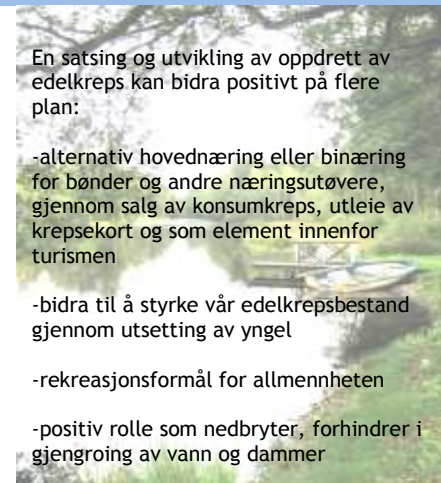 En satsing og utvikling av oppdrett av
edelkreps kan bidra positivt på flere
plan:
-alternativ hovednæring eller binæring
for bønder og andre næringsutøvere,
gjennom salg av konsumkreps, utleie av
krepsekort og som element innenfor
turismen
-bidra til å styrke vår edelkrepsbestand
gjennom utsetting av yngel
-rekreasjonsformål for allmennheten
-positiv rolle som nedbryter, forhindrer i
gjengroing av vann og dammer